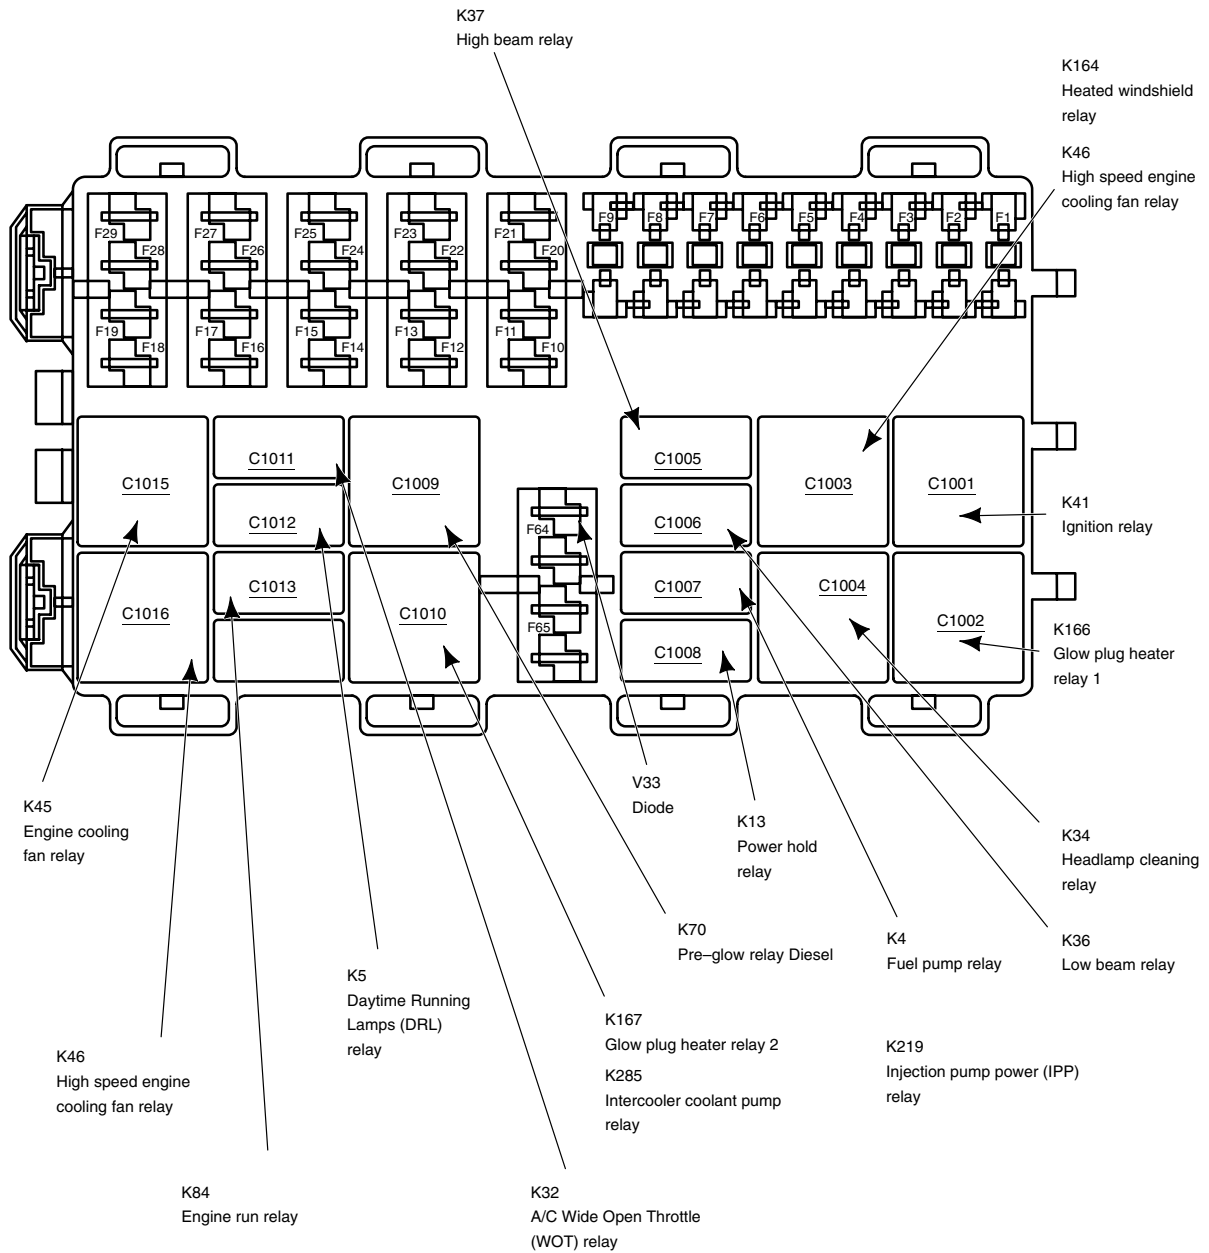 K37
High beam relay
K164
Heated windshield
relay
K46
High speed engine
cooling fan relay
F9 F8 F7 F6 F5 F4 F3 F2 F1
F29 F27 F25 F23 F21
F28 F26 F24 F22 F20
F19 F17 F15 F13 F11
F18 F16 F14 F12 F10
C1011 C1005
C1015 C1009 C1003 C1001
K41
Ignition relay
C1012 F64 C1006
C1013 C1007 C1004
C1016 C1010 F65 C1002
C1008
K166
Glow plug heater
relay 1
V33
Diode
K45
Engine cooling
fan relay
K13
Power hold
relay
K34
Headlamp cleaning
relay
K70
Pre–glow relay Diesel
K4
Fuel pump relay
K36
Low beam relay
K5
Daytime Running
Lamps (DRL)
relay
K167
Glow plug heater relay 2
K285
Intercooler coolant pump
relay
K219
Injection pump power (IPP)
relay
K46
High speed engine
cooling fan relay
K84
Engine run relay
K32
A/C Wide Open Throttle
(WOT) relay